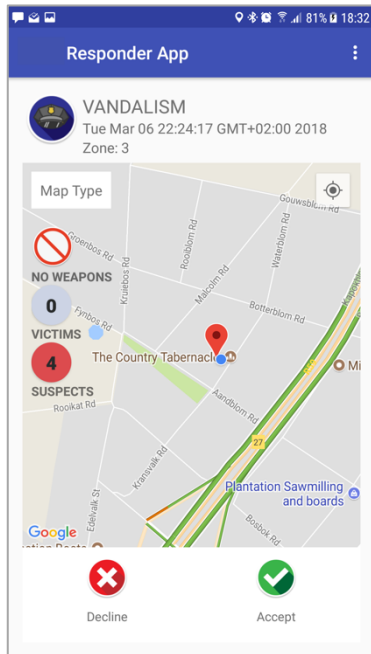 81% 18:32
Responder App
VANDALISM
Tue Mar 06 22:24:17 GMT+02:00 2018
Zone: 3
Map Type
Gouwsblom Rd
Groenbos Rd
Rooiblom Rd
Waterblom Rd
Kruiebos Rd
Malcolm Rd
NO WEAPONS
0
VICTIMS
Fynbos Rd
Botterblom Rd
4
SUSPECTS
The Country Tabernacle
Mi
Rooikat Rd
Aandblom Rd
27
Kransvalk Rd
Edelvalk St
Plantation Sawmilling
and boards
Bosbok Rd
Google
Decline
Accept